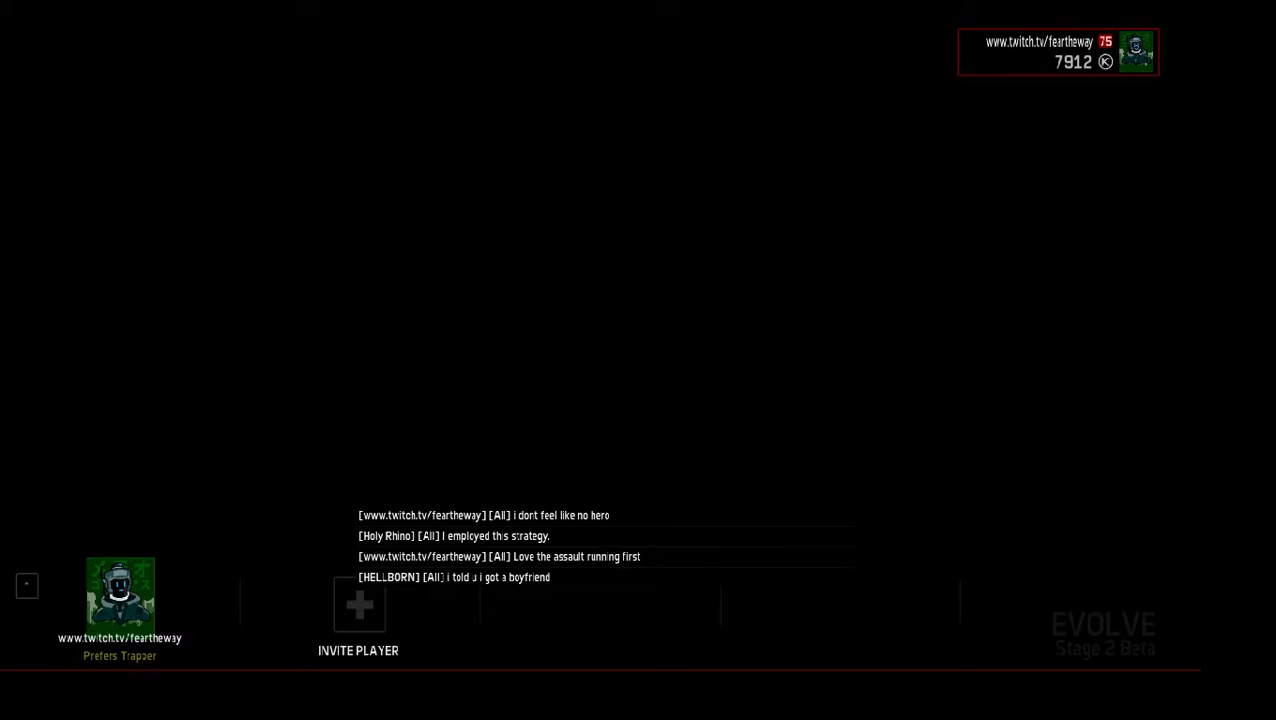 www.twitch.tv/feartheway 75
7912
[www.twitch.tv/feartheway] [All] i dont feel like no hero
[Holy Rhino] [All] I employed this strategy.
[www.twitch.tv/feartheway] [All] Love the assault running first
[HELLBORN] [All] i told u i got a boyfriend
www.twitch.tv/feartheway
Prefers Trapper
INVITE PLAYER
EVOLVE
Stage 2 Beta